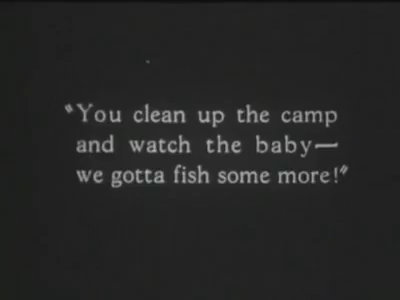 "You clean up the camp
and watch the baby—
we gotta fish some more!"